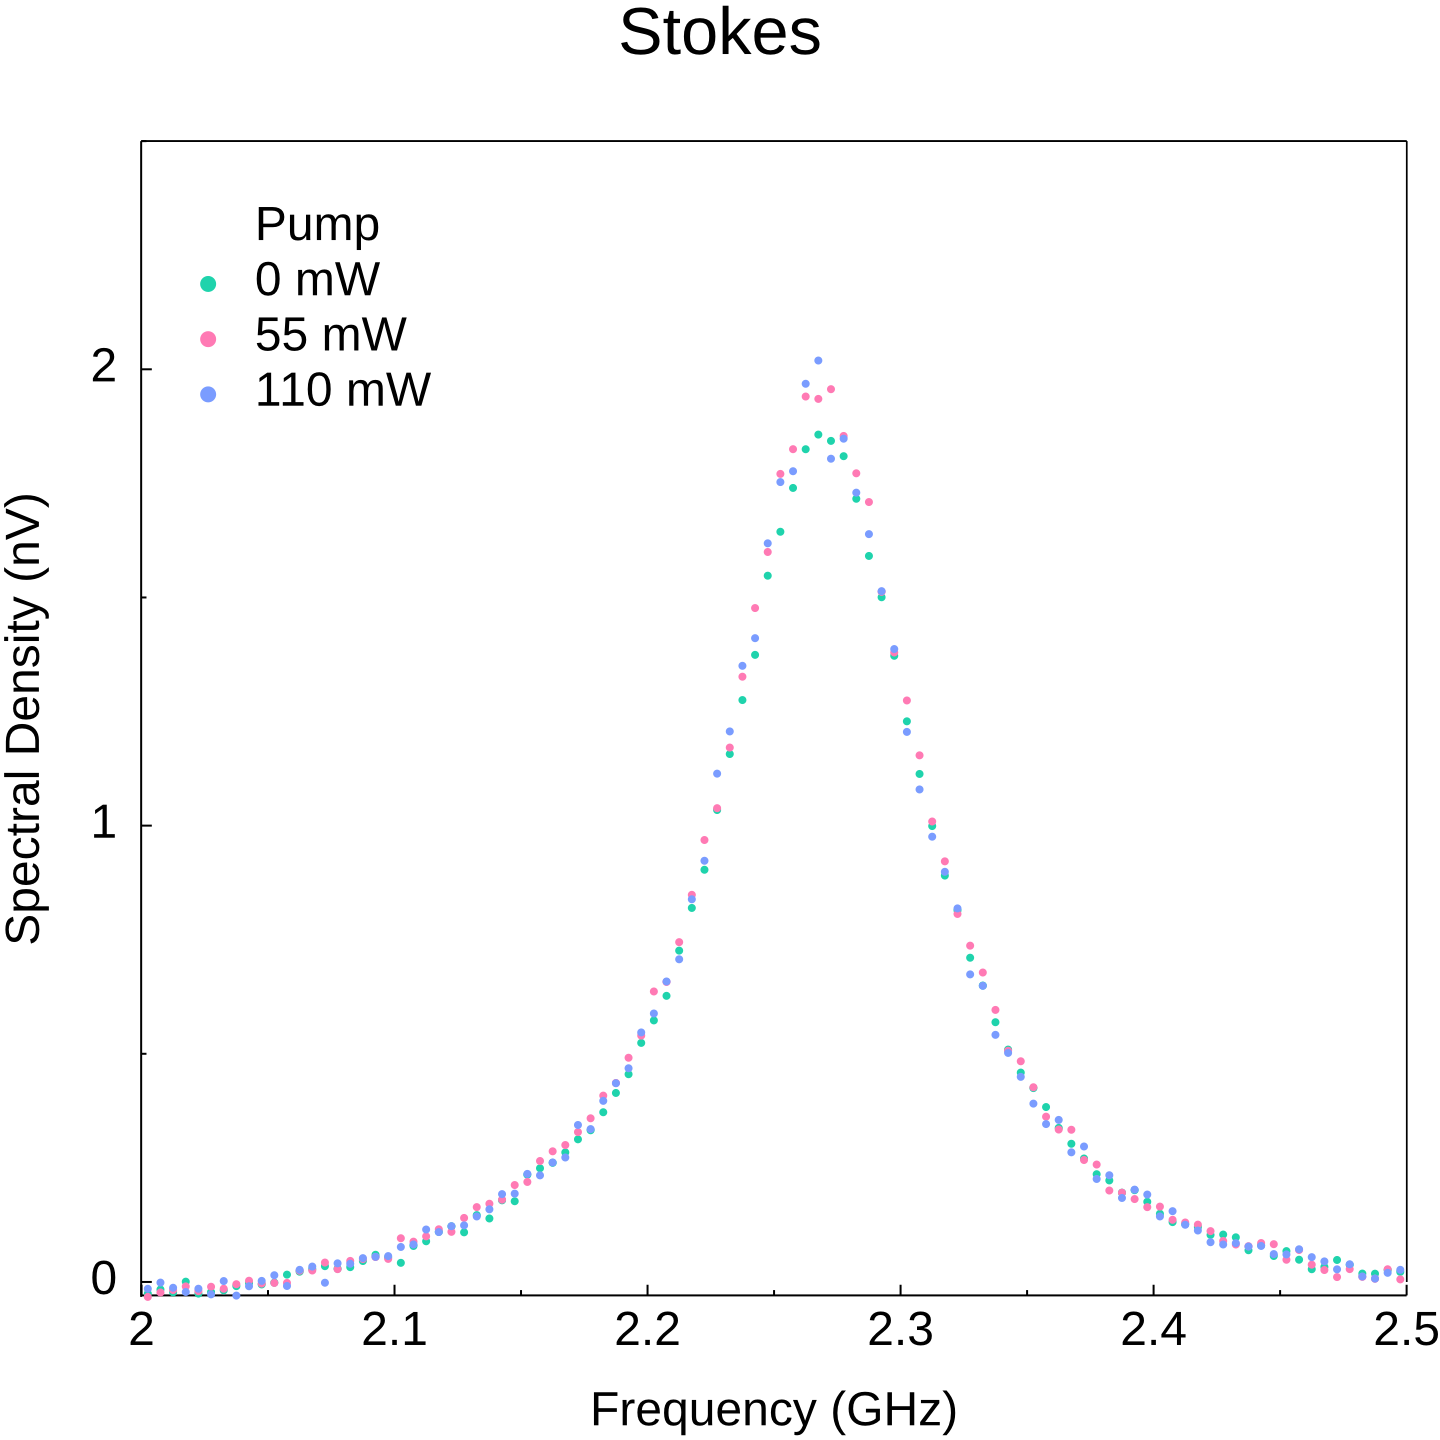 Stokes
Pump
0 mW
55 mW
110 mW
2
1
0
Spectral Density (nV)
2
2.1
2.2
2.3
2.4
2.5
Frequency (GHz)